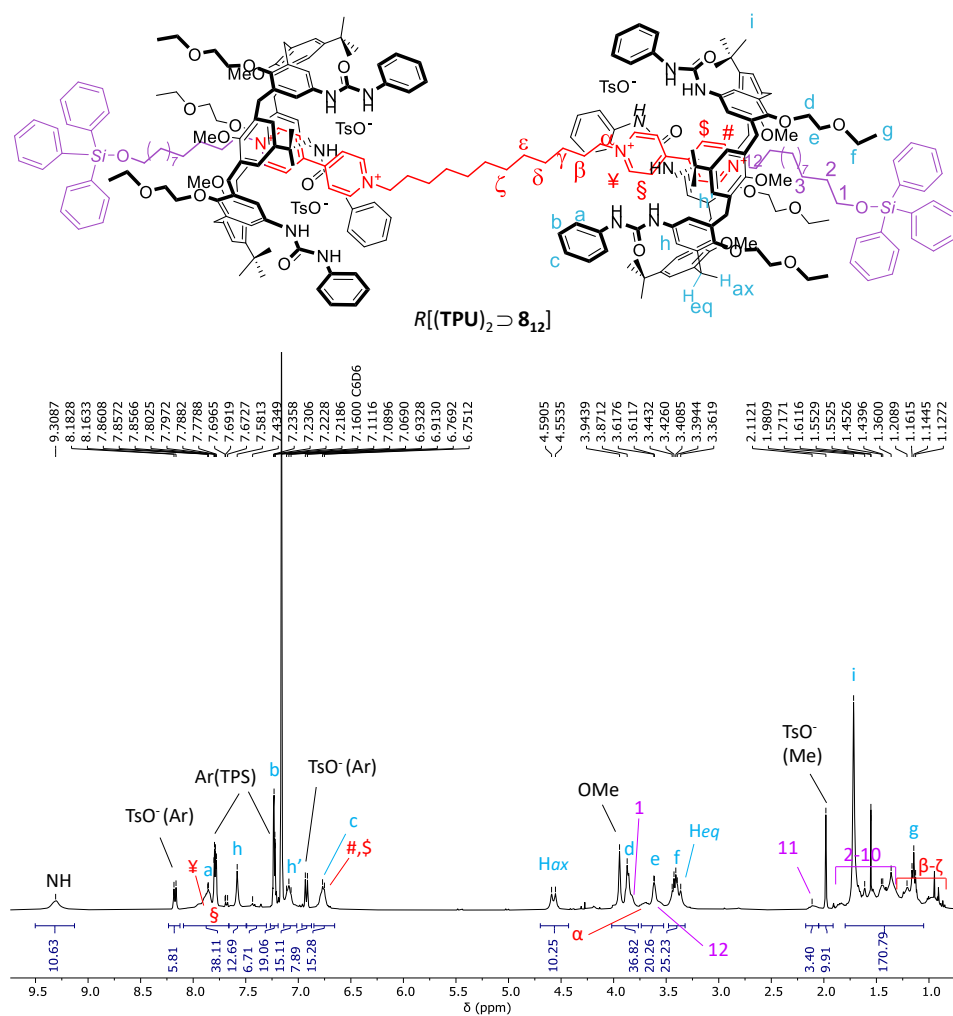 i
O
NH
NH
O
MeO
TsO-
TsO-
H
N
O
d
e
f
g
OMe
TsO-
MeO
NH
N+
O
N+
Si
O
7
ε
ζ
δ
γ
β
α
¥
§
$
#
N+
12
3
2
1
OMe
O
Si
TsO-
HN
h'
b
a
c
NH
NH
O
h
OMe
H
eq
H
ax
R[(TPU)2 ⊃ 812]
9.3087
8.1828
8.1633
7.8608
7.8572
7.8566
7.8025
7.7972
7.7882
7.7788
7.6965
7.6919
7.6727
7.5813
7.4349
7.2358
7.2306
7.2228
7.2186
7.1600 C6D6
7.1116
7.0896
7.0690
6.9328
6.9130
6.7692
6.7512
4.5905
4.5535
3.9439
3.8712
3.6176
3.6117
3.4432
3.4260
3.4085
3.3944
3.3619
2.1121
1.9809
1.7171
1.6116
1.5529
1.5525
1.4526
1.4396
1.3600
1.2089
1.1615
1.1445
1.1272
NH
TsO- (Ar)
¥
§
a
Ar(TPS)
h
b
h'
TsO- (Ar)
c
#,$
Hax
OMe
d
1
α
e
12
f
Heq
11
TsO-
(Me)
i
2-10
g
β-ζ
10.63
5.81
38.11
12.69
6.71
19.06
15.11
7.89
15.28
10.25
36.82
20.26
25.23
3.40
9.91
170.79
9.5 9.0 8.5 8.0 7.5 7.0 6.5 6.0 5.5 5.0 4.5 4.0 3.5 3.0 2.5 2.0 1.5 1.0
δ (ppm)